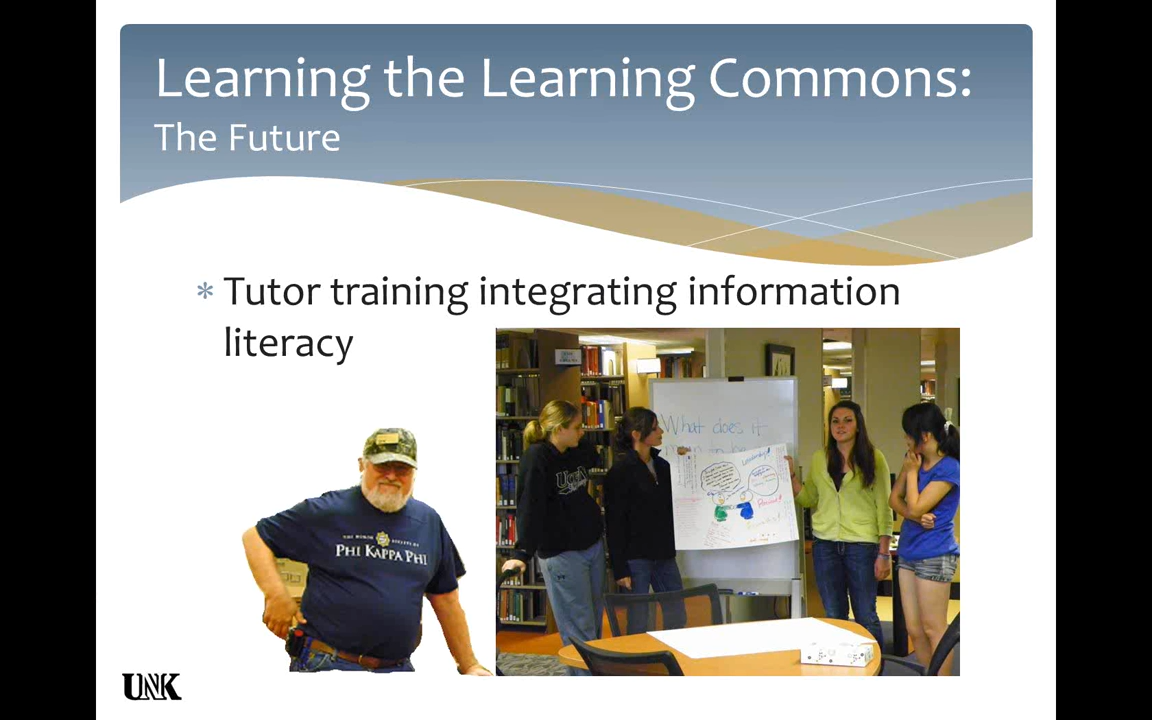 Learning the Learning Commons:
The Future
* Tutor training integrating information
literacy
THE HONOR SOCIETY OF
PHI KAPPA PHI
What does it
Leadership!
UNK